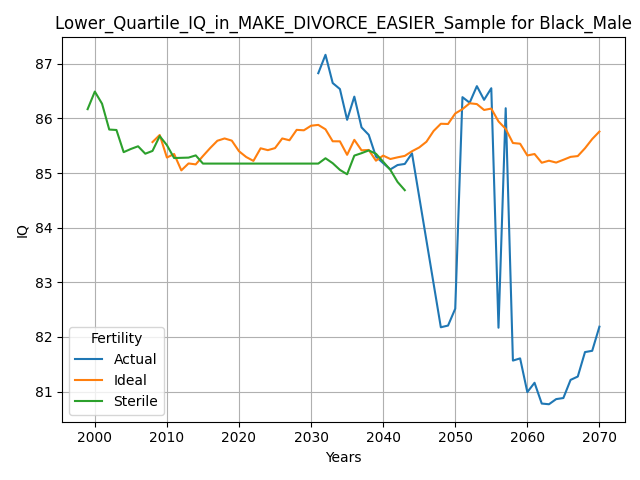 Lower_Quartile_IQ_in_MAKE_DIVORCE_EASIER_Sample for Black_Male
87
86
85
84
83
82
81
IQ
Fertility
Actual
Ideal
Sterile
2000 2010 2020 2030 2040 2050 2060 2070
Years